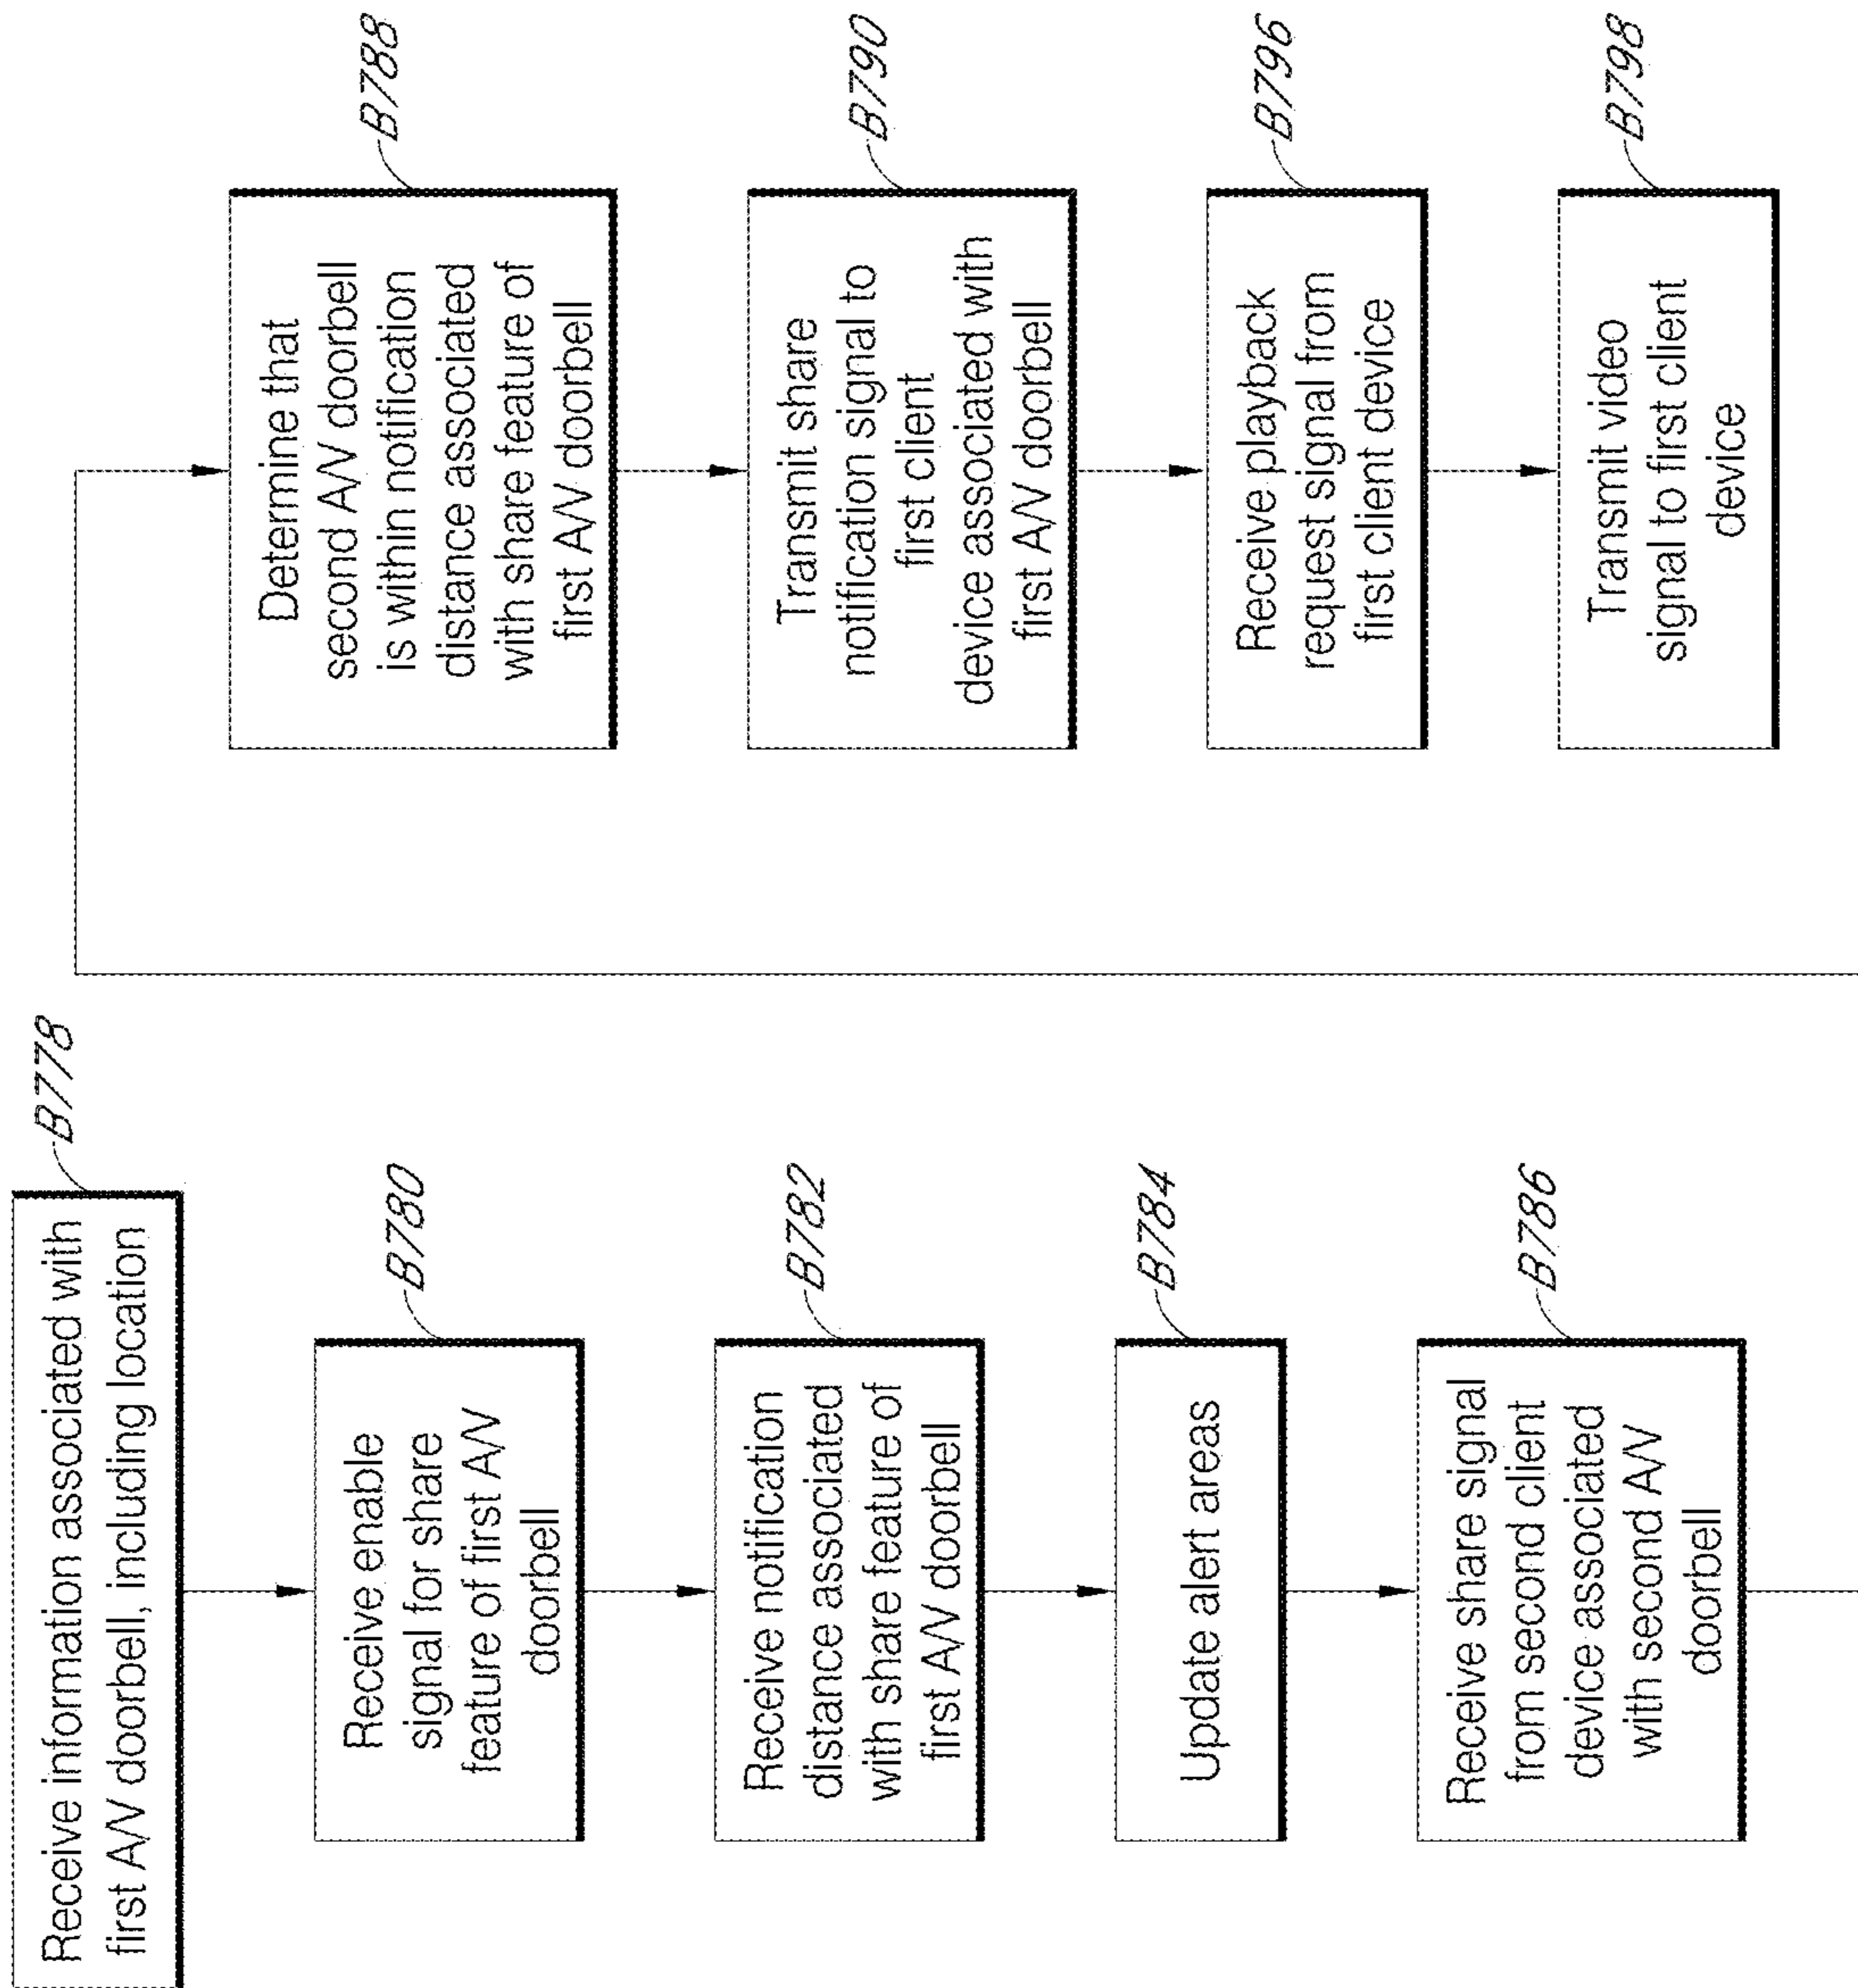 Receive information associated with
first A/V doorbell, including location
B778
Receive enable
signal for share
feature of first A/V
doorbell
B780
Receive notification
distance associated
with share feature of
first A/V doorbell
B782
Update alert areas
B784
Receive share signal
from second client
device associated
with second A/V
doorbell
B786
Determine that
second A/V doorbell
is within notification
distance associated
with share feature of
first A/V doorbell
B788
Transmit share
notification signal to
first client
device associated with
first A/V doorbell
B790
Receive playback
request signal from
first client device
B796
Transmit video
signal to first client
device
B798